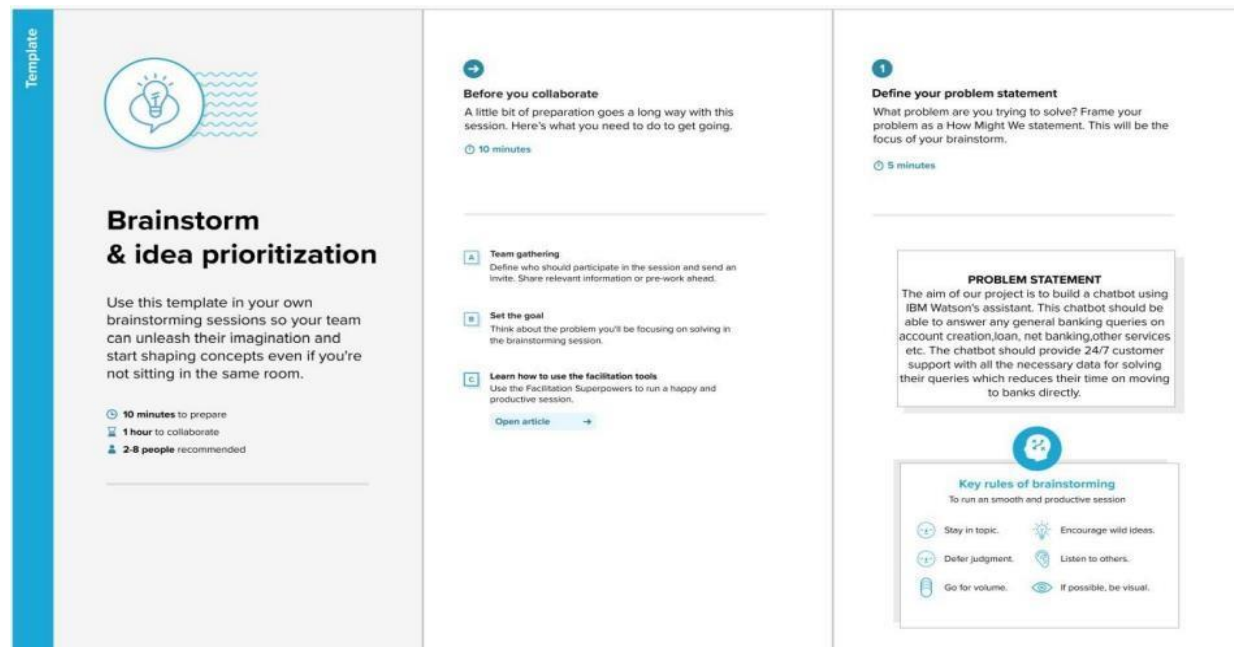 Template
Brainstorm
& idea prioritization
Use this template in your own
brainstorming sessions so your team
can unleash their imagination and
start shaping concepts even if you're
not sitting in the same room.
10 minutes to prepare
1 hour to collaborate
2-8 people recommended
Before you collaborate
A little bit of preparation goes a long way with this
session. Here's what you need to do to get going.
10 minutes
A
Team gathering
Define who should participate in the session and send an
invite. Share relevant information or pre-work ahead.
B
Set the goal
Think about the problem you'll be focusing on solving in
the brainstorming session.
C
Learn how to use the facilitation tools
Use the Facilitation Superpowers to run a happy and
productive session.
Open article
1
Define your problem statement
What problem are you trying to solve? Frame your
problem as a How Might We statement. This will be the
focus of your brainstorm.
5 minutes
PROBLEM STATEMENT
The aim of our project is to build a chatbot using
IBM Watson's assistant. This chatbot should be
able to answer any general banking queries on
account creation,loan, net banking,other services
etc. The chatbot should provide 24/7 customer
support with all the necessary data for solving
their queries which reduces their time on moving
to banks directly.
Key rules of brainstorming
To run an smooth and productive session
Stay in topic.
Encourage wild ideas.
Defer judgment.
Listen to others.
Go for volume.
If possible, be visual.